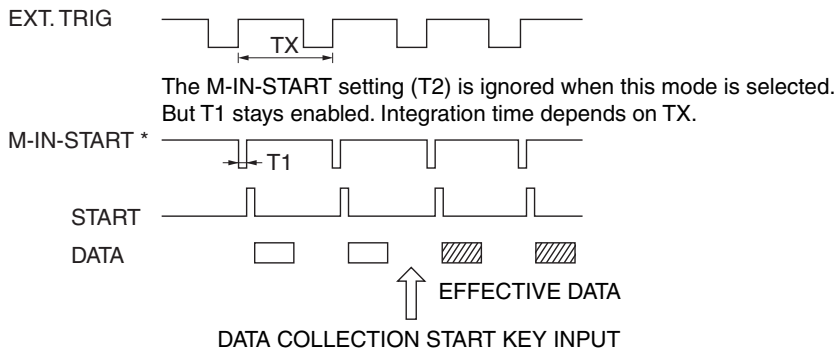 EXT. TRIG
TX
The M-IN-START setting (T2) is ignored when this mode is selected.
But T1 stays enabled. Integration time depends on TX.
M-IN-START *
T1
START
DATA
EFFECTIVE DATA
DATA COLLECTION START KEY INPUT